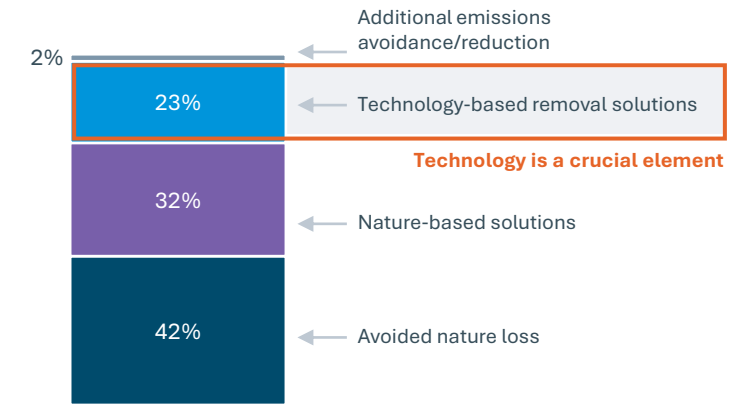 Additional emissions
avoidance/reduction
2%
23%
Technology-based removal solutions
Technology is a crucial element
32%
Nature-based solutions
42%
Avoided nature loss